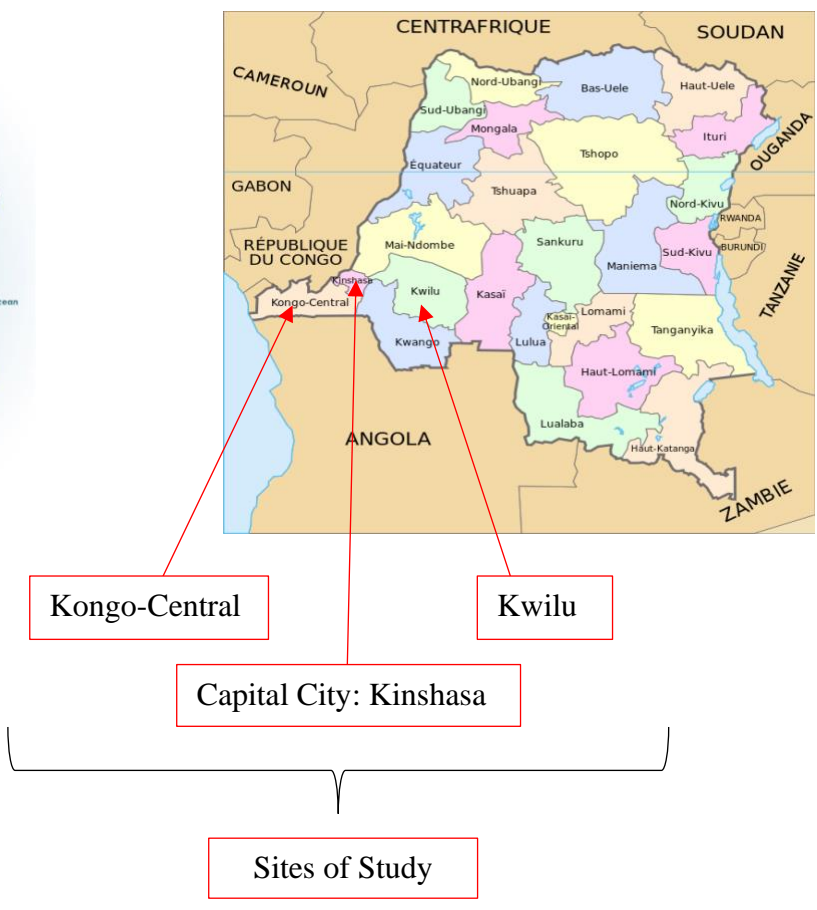 CENTRAFRIQUE
SOUDAN
CAMEROUN
Nord-Ubangi
Bas-Uele
Haut-Uele
Sud-Ubangi
Mongala
Ituri
OUGANDA
Équateur
Tshopo
GABON
Tshuapa
Nord-Kivu
RWANDA
RÉPUBLIQUE
DU CONGO
Mai-Ndombe
Sankuru
Maniema
Sud-Kivu
BURUNDI
TANZANIE
Kinshasa
Kongo-Central
Kwilu
Kasaï
Kasaï-
Oriental
Lomami
Tanganyika
Kwango
Lulua
Haut-Lomami
Lualaba
Haut-Katanga
ANGOLA
ZAMBIE
Kongo-Central
Kwilu
Capital City: Kinshasa
Sites of Study